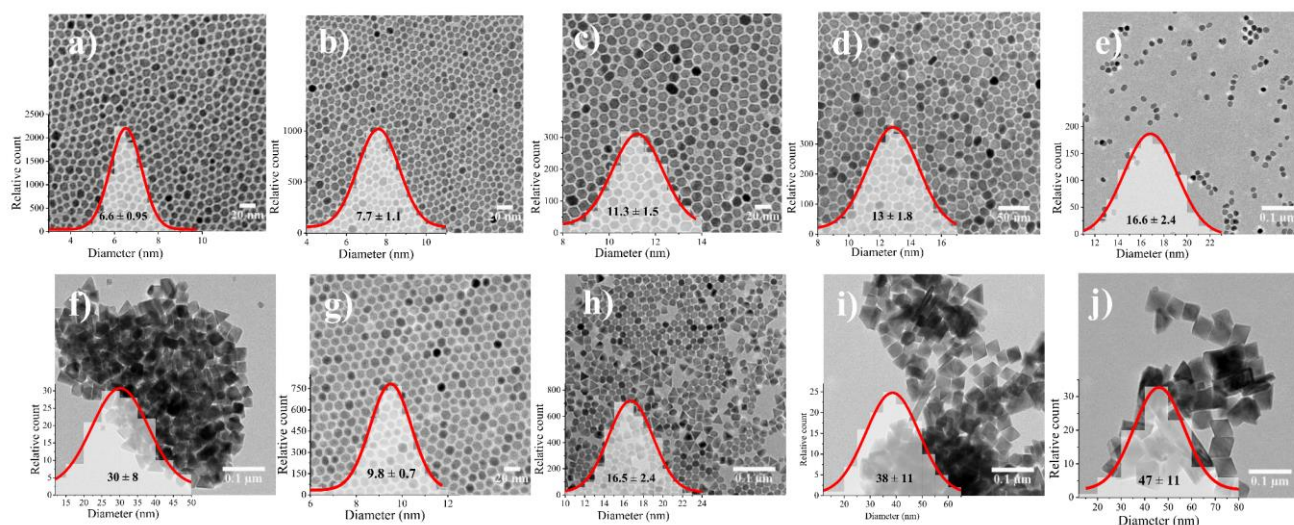 a)
2500
2000
1500
1000
500
0
Relative count
6.6 ± 0.95
20 nm
4 6 8 10
Diameter (nm)
b)
1000
500
0
Relative count
7.7 ± 1.1
20 nm
4 6 8 10
Diameter (nm)
c)
300
200
100
0
Relative count
11.3 ± 1.5
20 nm
8 10 12 14
Diameter (nm)
d)
300
200
100
0
Relative count
13 ± 1.8
50 nm
8 10 12 14 16
Diameter (nm)
e)
200
150
100
50
0
Relative count
16.6 ± 2.4
0.1 µm
10 12 14 16 18 20 22
Diameter (nm)
f)
30
25
20
15
10
5
0
Relative count
30 ± 8
0.1 µm
15 20 25 30 35 40 45 50
Diameter (nm)
g)
750
600
450
300
150
0
Relative count
9.8 ± 0.7
20 nm
6 8 10 12
Diameter (nm)
h)
800
600
400
200
0
Relative count
16.5 ± 2.4
0.1 µm
10 12 14 16 18 20 22 24
Diameter (nm)
i)
25
20
15
10
5
0
Relative count
38 ± 11
0.1 µm
20 30 40 50 60
Diameter (nm)
j)
30
20
10
0
Relative count
47 ± 11
0.1 µm
20 30 40 50 60 70 80
Diameter (nm)